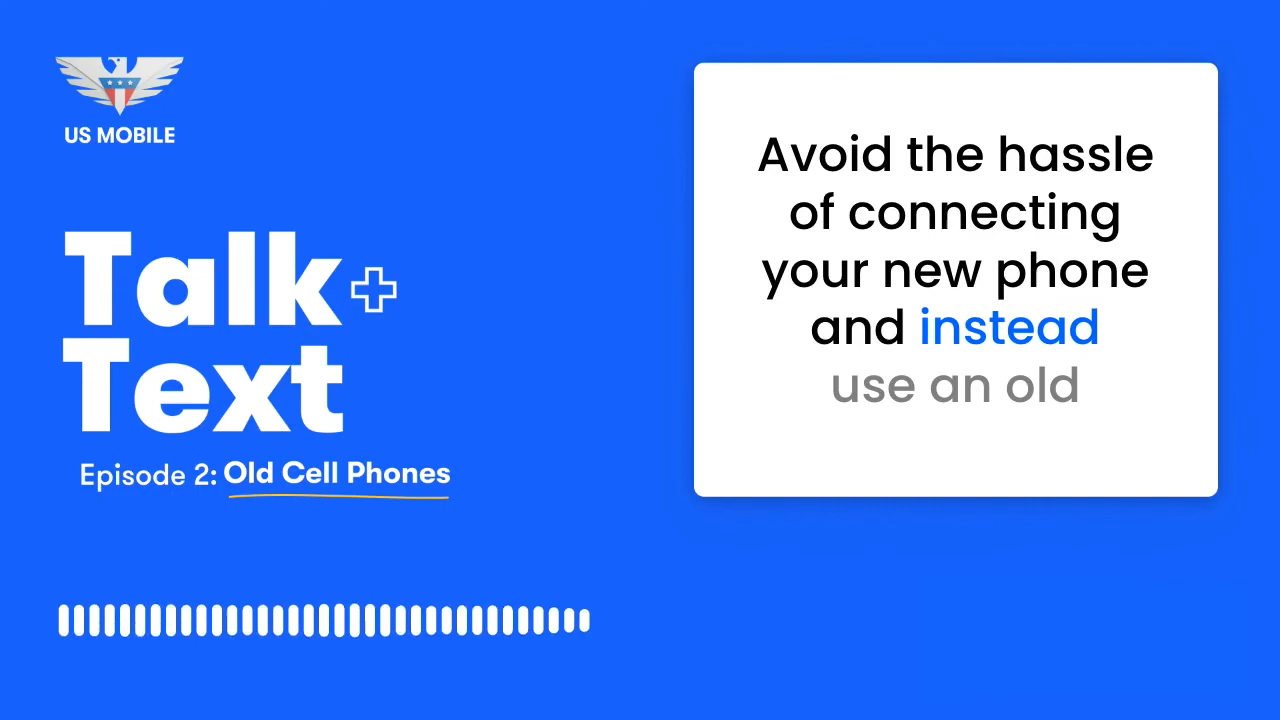 US MOBILE
Talk+
Text
Episode 2: Old Cell Phones
Avoid the hassle
of connecting
your new phone
and instead
use an old